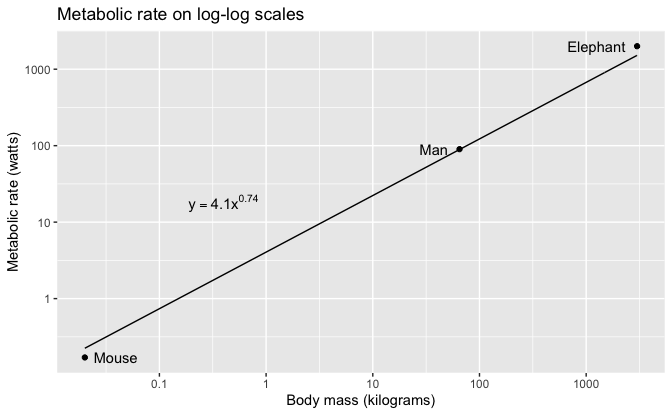 Metabolic rate on log-log scales
Metabolic rate (watts)
1000
100
10
1
Elephant
Man
y = 4.1x^0.74
Mouse
0.1
1
10
100
1000
Body mass (kilograms)